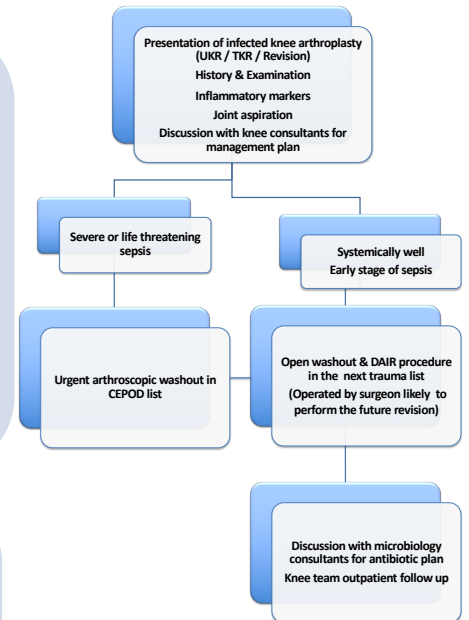 Presentation of infected knee arthroplasty
(UKR / TKR / Revision)
History & Examination
Inflammatory markers
Joint aspiration
Discussion with knee consultants for
management plan
Severe or life threatening
sepsis
Systemically well
Early stage of sepsis
Urgent arthroscopic washout in
CEPOD list
Open washout & DAIR procedure
in the next trauma list
(Operated by surgeon likely to
perform the future revision)
Discussion with microbiology
consultants for antibiotic plan
Knee team outpatient follow up